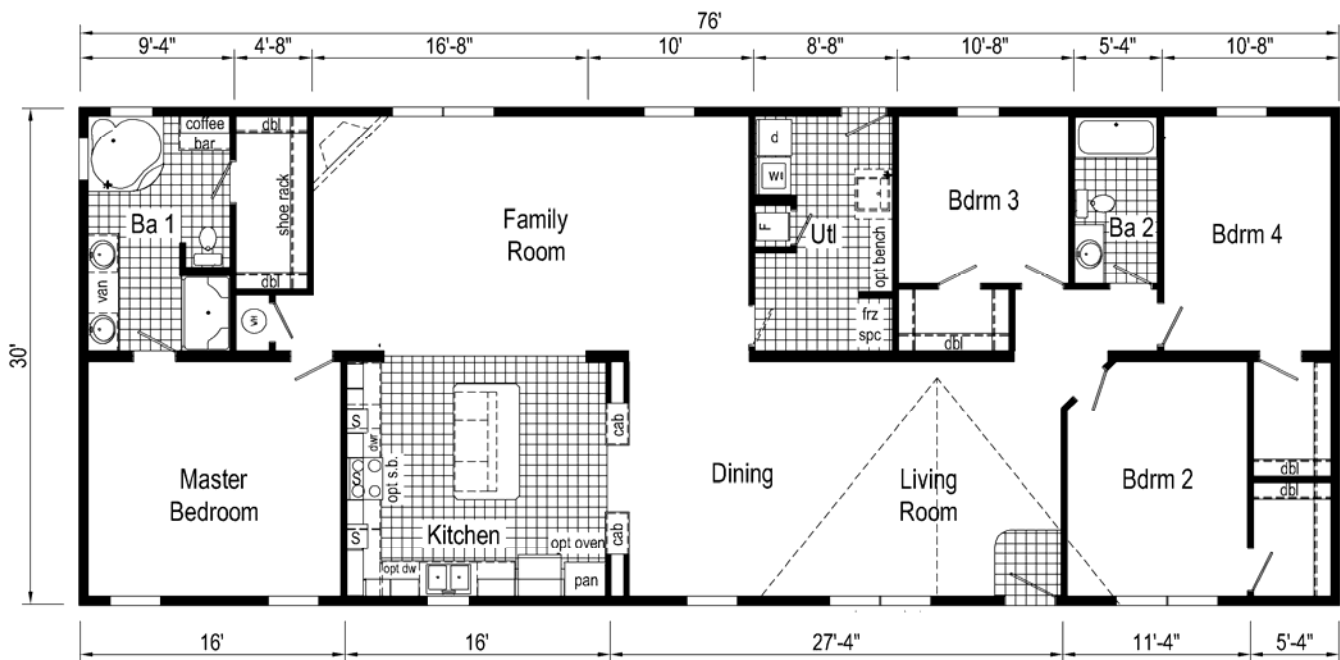 76'
9'-4"
4'-8"
16'-8"
10'
8'-8"
10'-8"
5'-4"
10'-8"
30'
coffee
bar
Ba 1
van
dbl
shoe rack
dbl
WH
Family
Room
d
F
Utl
opt bench
frz
spc
Bdrm 3
dbl
Ba 2
Bdrm 4
Master
Bedroom
S
dwr
S
opt s.b.
S
opt dw
Kitchen
opt oven
pan
cab
cab
Dining
Living
Room
Bdrm 2
dbl
dbl
16'
16'
27'-4"
11'-4"
5'-4"